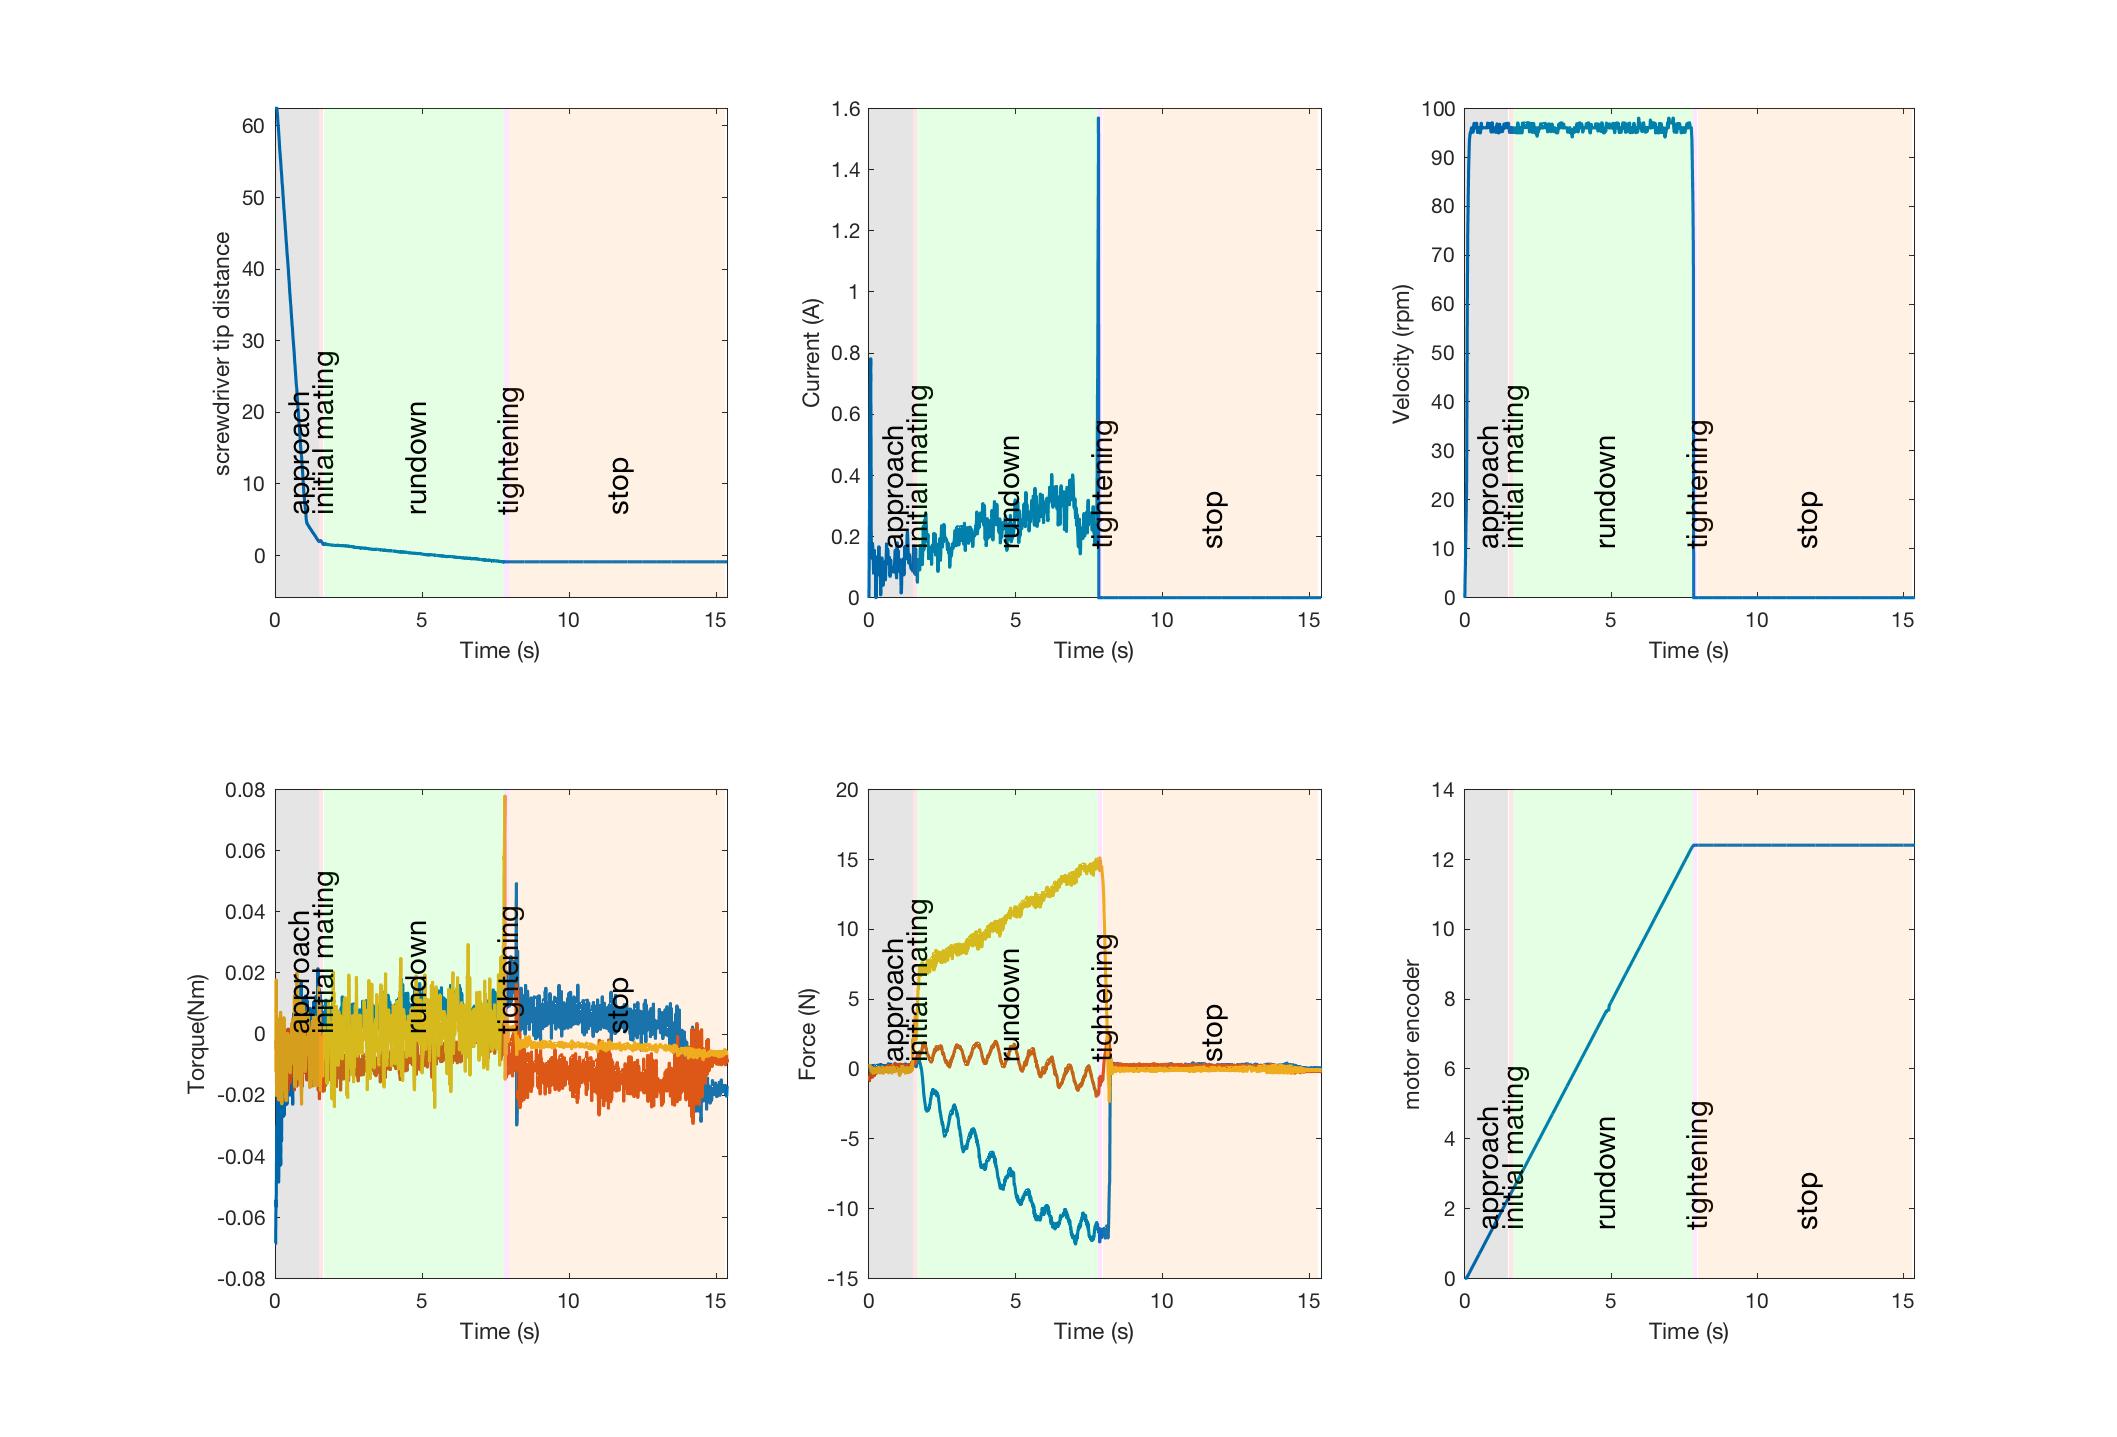 screwdriver tip distance
60
50
40
30
20
10
0
approach
initial mating
rundown
tightening
stop
0 5 10 15
Time (s)
Current (A)
1.6
1.4
1.2
1
0.8
0.6
0.4
0.2
0
approach
initial mating
rundown
tightening
stop
0 5 10 15
Time (s)
Velocity (rpm)
100
90
80
70
60
50
40
30
20
10
0
approach
initial mating
rundown
tightening
stop
0 5 10 15
Time (s)
Torque(Nm)
0.08
0.06
0.04
0.02
0
-0.02
-0.04
-0.06
-0.08
approach
initial mating
rundown
tightening
stop
0 5 10 15
Time (s)
Force (N)
20
15
10
5
0
-5
-10
-15
approach
initial mating
rundown
tightening
stop
0 5 10 15
Time (s)
motor encoder
14
12
10
8
6
4
2
0
approach
initial mating
rundown
tightening
stop
0 5 10 15
Time (s)